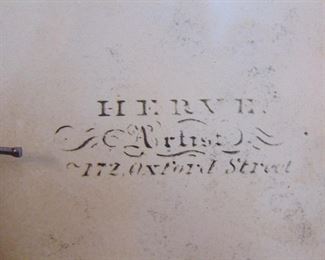 HERVE
Artist
172, Oxford Street